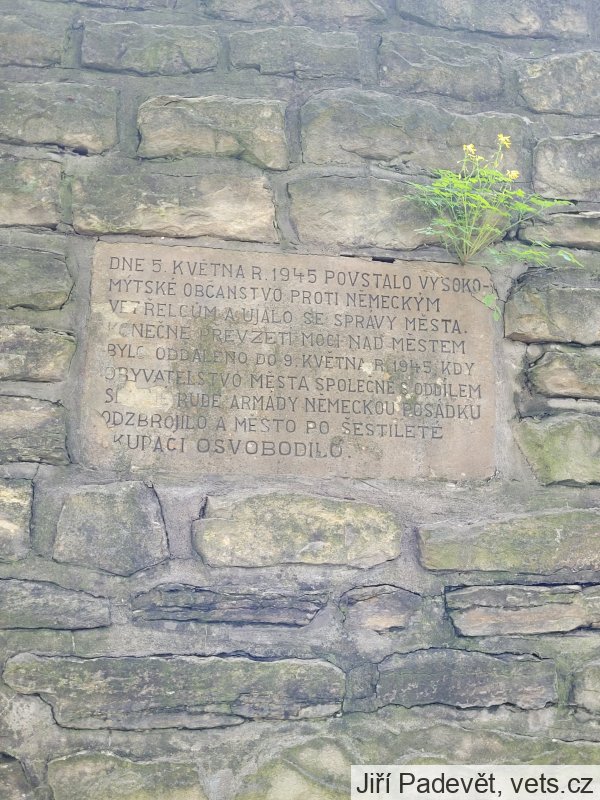 DNE 5. KVĚTNA R. 1945 POVSTALO VYSOKO-
MÝTSKÉ OBČANSTVO PROTI NĚMECKÝM
VETŘELCŮM A UJALO SE SPRÁVY MĚSTA.
KONEČNÉ PŘEVZETÍ MOCI NAD MĚSTEM
BYLO ODDÁLENO DO 9. KVĚTNA R. 1945, KDY
OBYVATELSTVO MĚSTA SPOLEČNĚ S ODDÍLEM
RUDÉ ARMÁDY NĚMECKOU POSÁDKU
ODZBROJILO A MĚSTO PO ŠESTILETÉ
OKUPACI OSVOBODILO.
Jiří Padevět, vets.cz